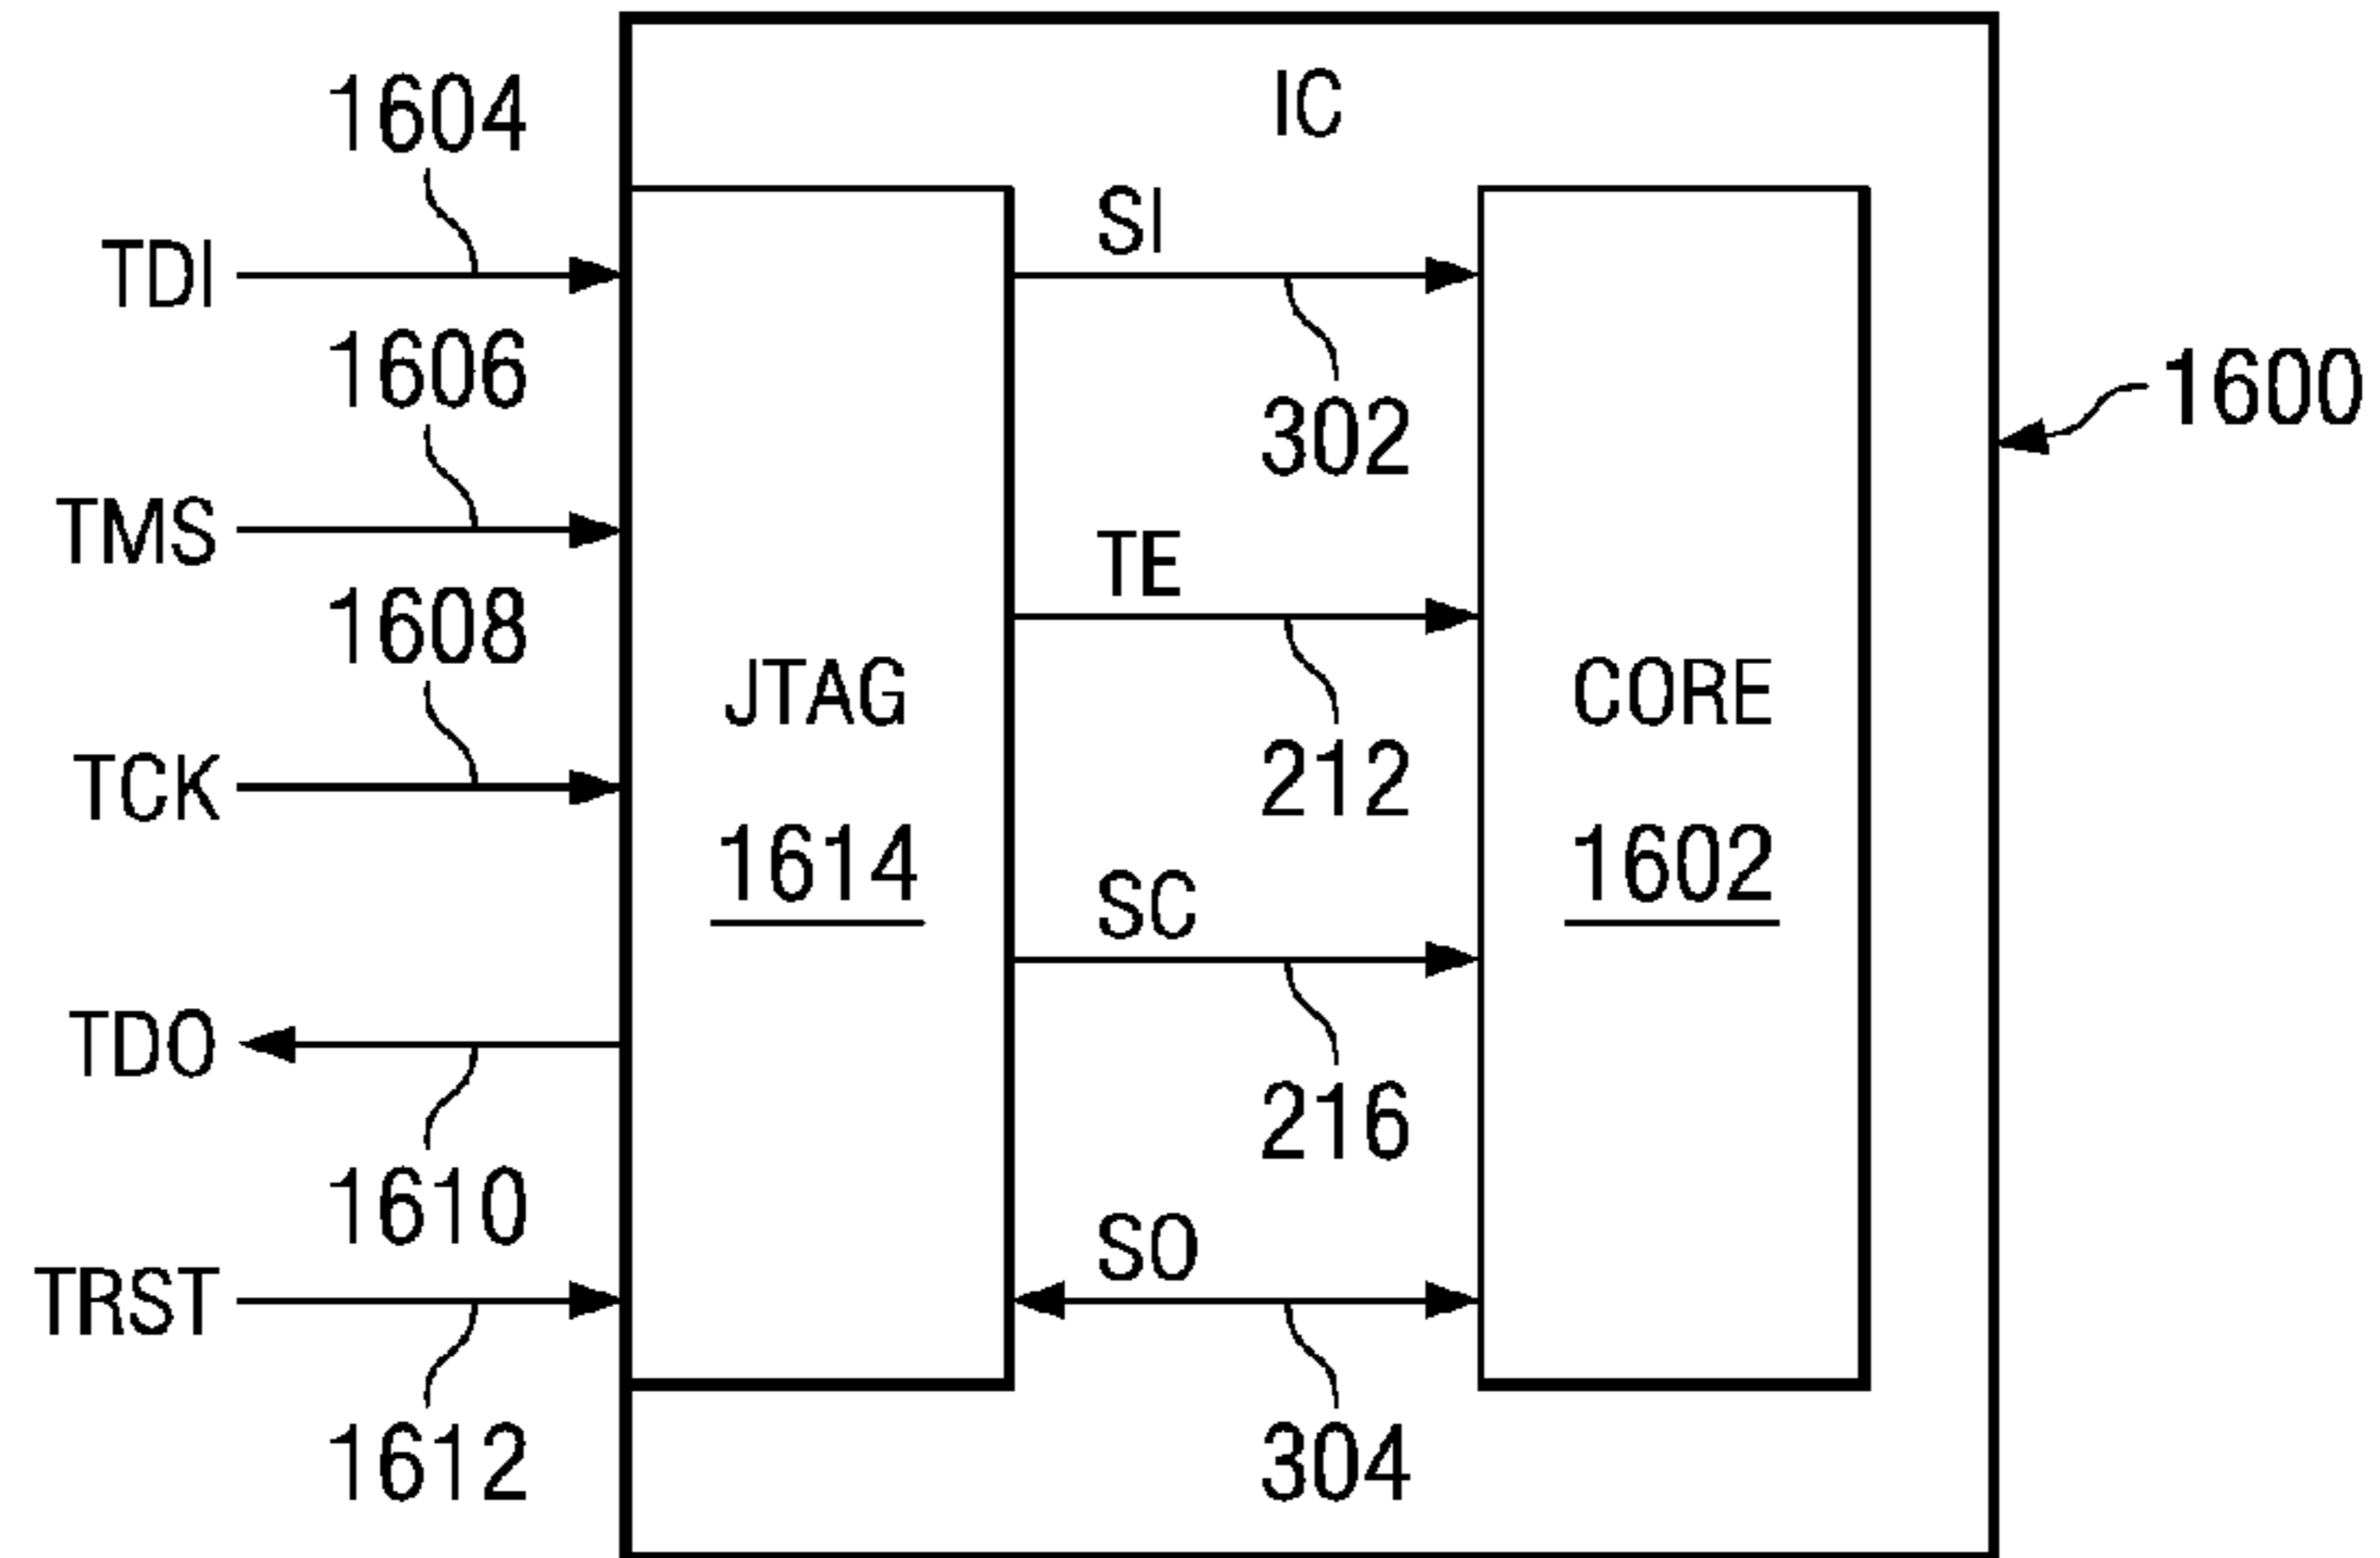 IC
1604
TDI
SI
1606
302
1600
TMS
TE
1608
212
JTAG
CORE
TCK
1614
1602
SC
TDO
216
1610
SO
TRST
1612
304